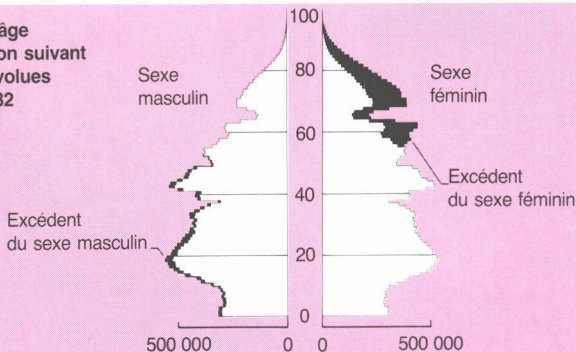 âge
on suivant
volues
32
Sexe
masculin
Sexe
féminin
Excédent
du sexe féminin
Excédent
du sexe masculin
100
80
60
40
20
0
500 000
0
0
500 000